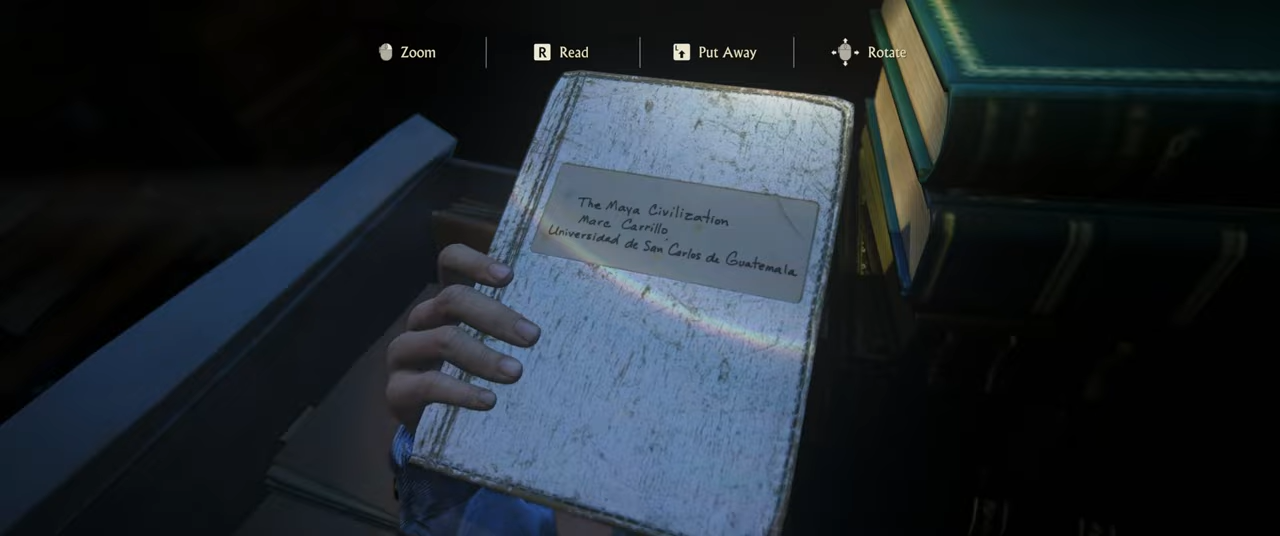 Zoom
R Read
Put Away
Rotate
The Maya Civilization
Marc Carrillo
Universidad de San Carlos de Guatemala